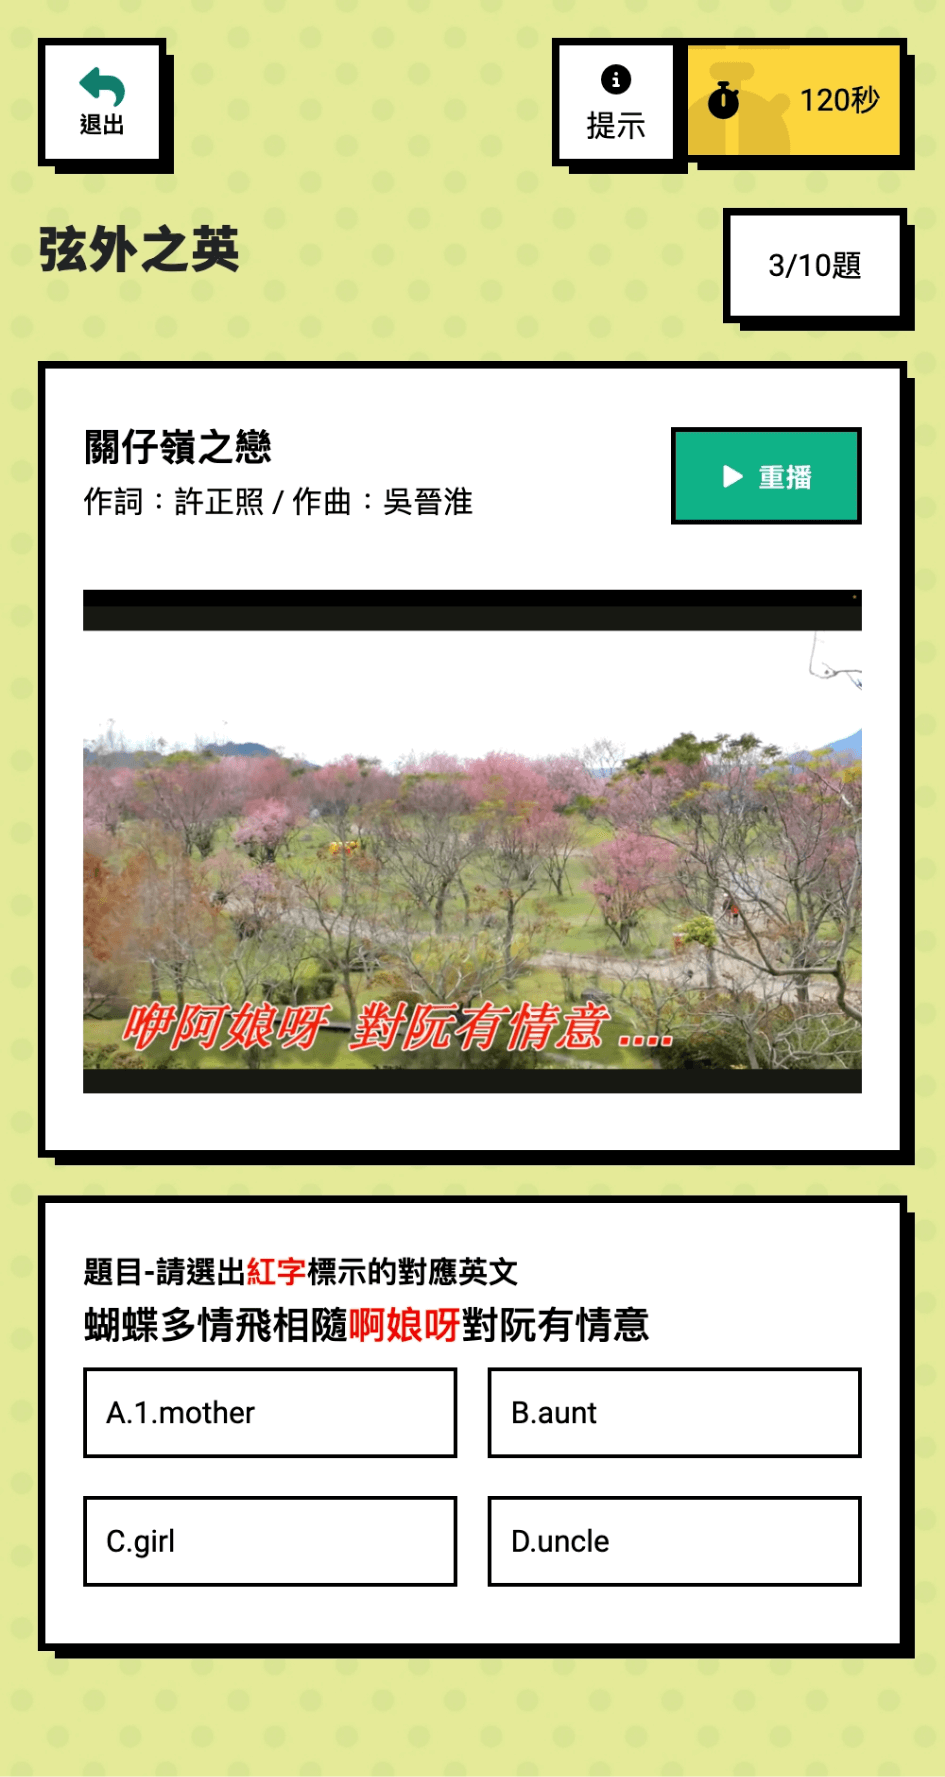 退出
提示
120秒
弦外之英
3/10題
關仔嶺之戀
作詞：許正照 / 作曲：吳晉淮
重播
咿阿娘呀 對阮有情意 ....
題目-請選出紅字標示的對應英文
蝴蝶多情飛相隨啊娘呀對阮有情意
A.1.mother
B.aunt
C.girl
D.uncle